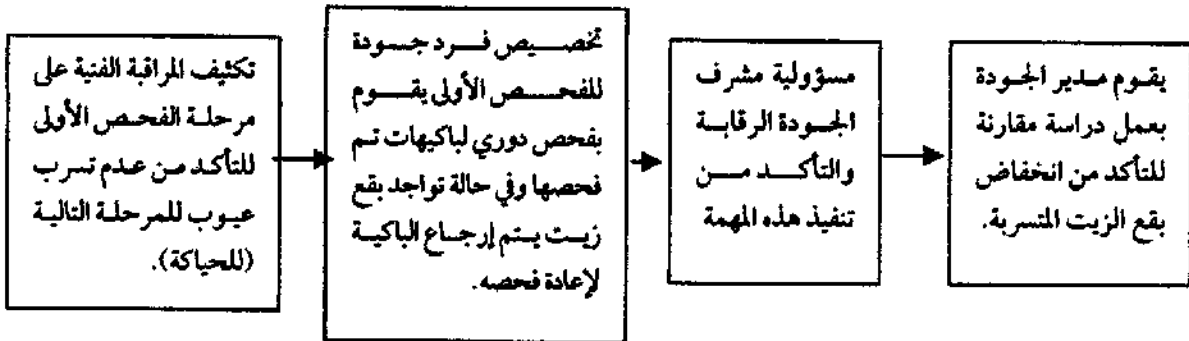 تكثيف المراقبة الفنية على
مرحلة الفحص الأولى
للتأكد من عدم تسرب
عيوب للمرحلة التالية
(للحياكة).
تخصيص فرد جودة
للفحص الأولى يقوم
بفحص دوري لباكيهات تم
فحصها وفي حالة تواجد بقع
زيت يتم إرجاع الباكية
لإعادة فحصه.
مسؤولية مشرف
الجودة الرقابة
والتأكد من
تنفيذ هذه المهمة
يقوم مدير الجودة
بعمل دراسة مقارنة
للتأكد من انخفاض
بقع الزيت المتسربة.